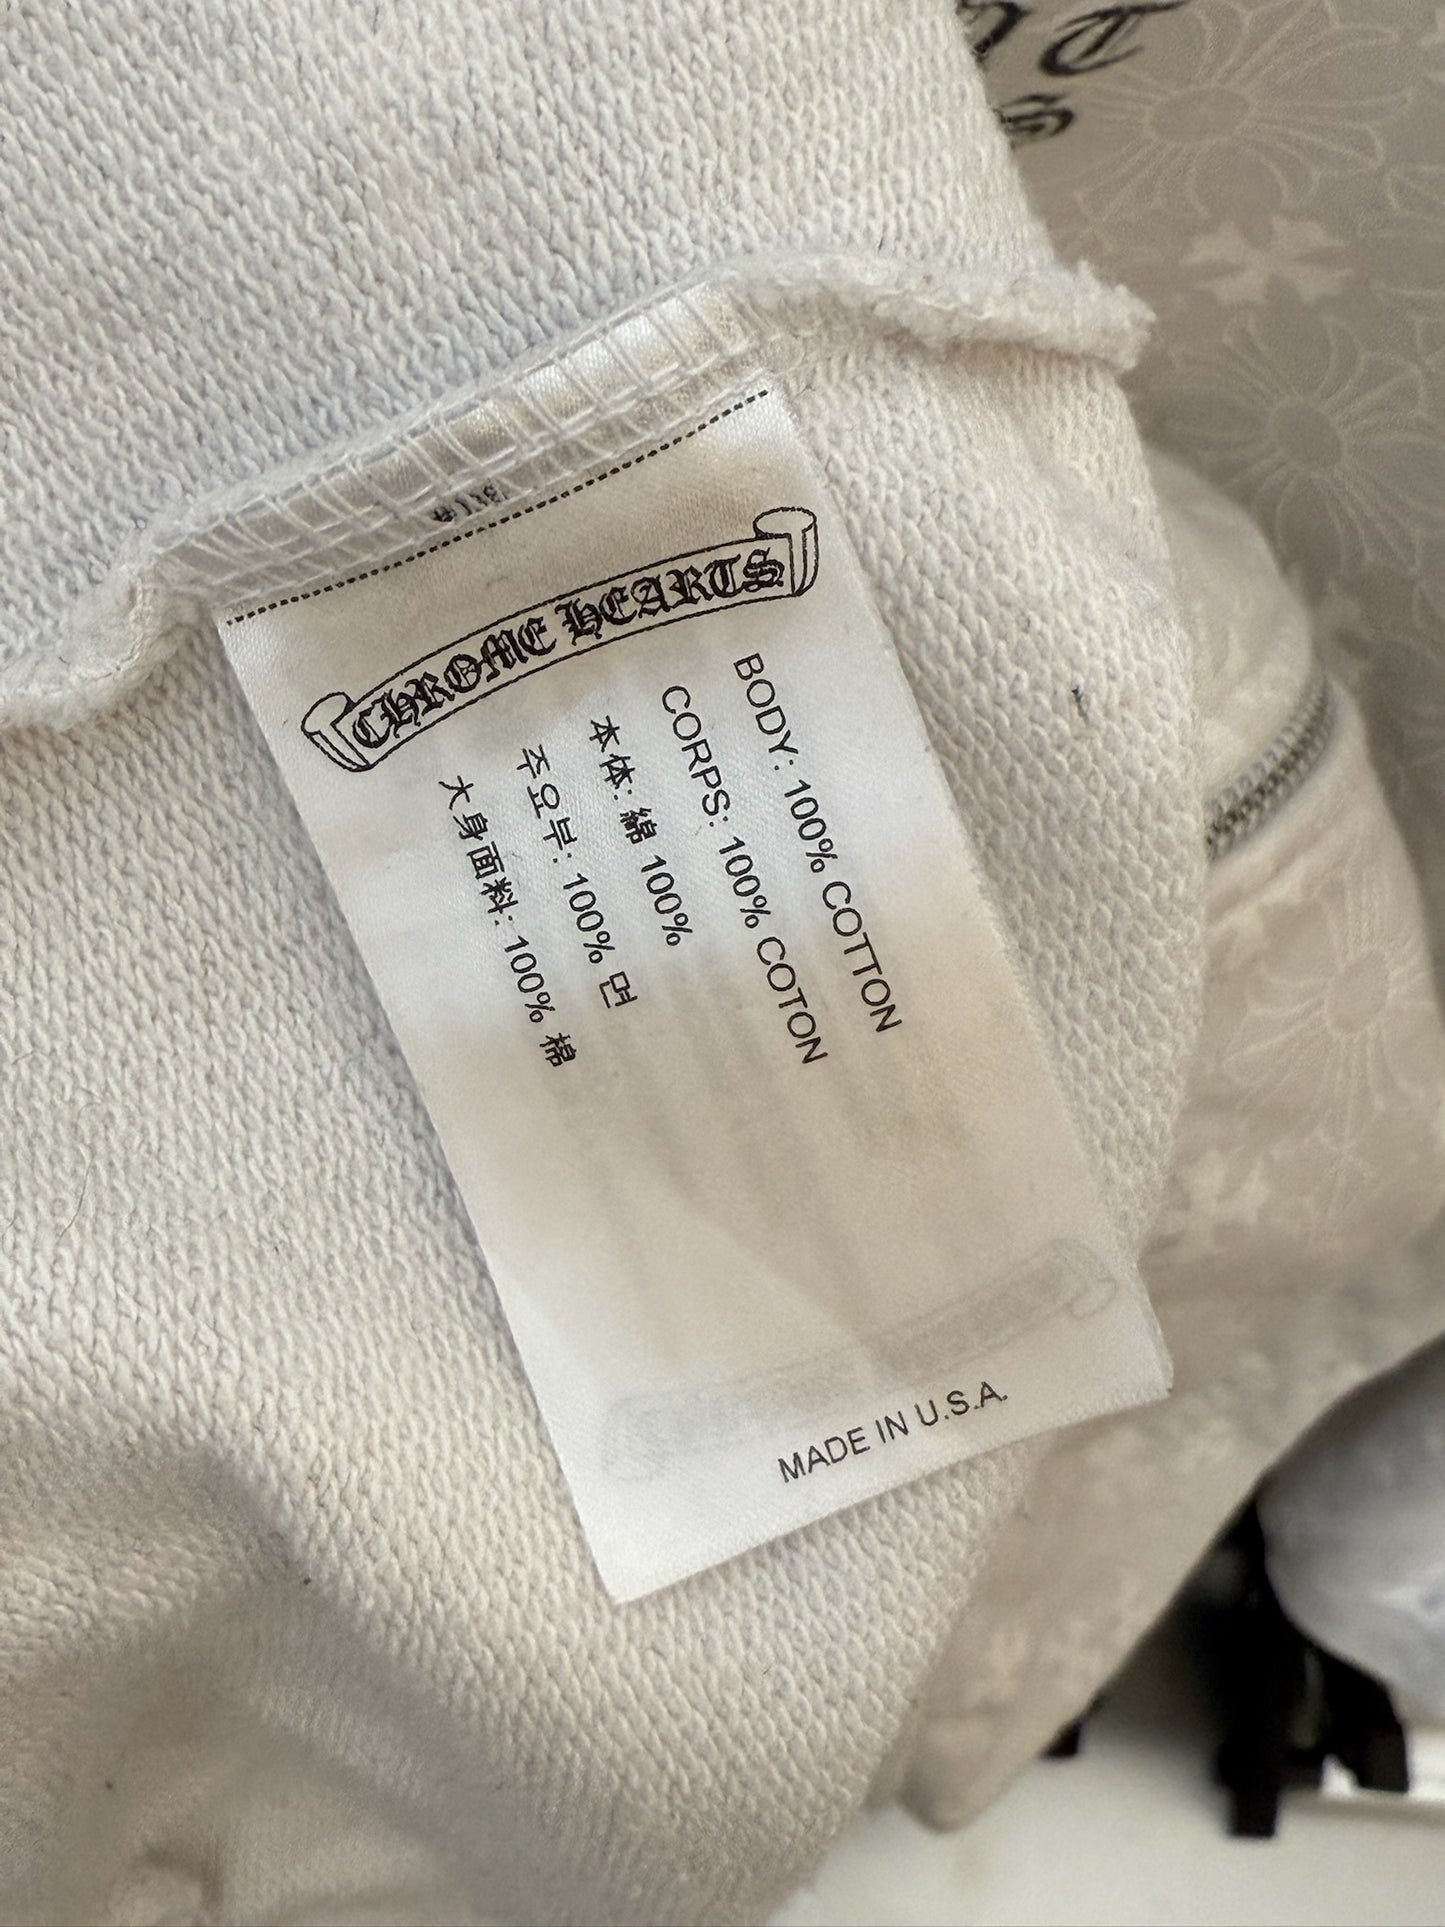 CHROME HEARTS
BODY: 100% COTTON
CORPS: 100% COTON
本体: 綿 100%
주요부: 100% 면
大身面料: 100% 棉
MADE IN U.S.A.